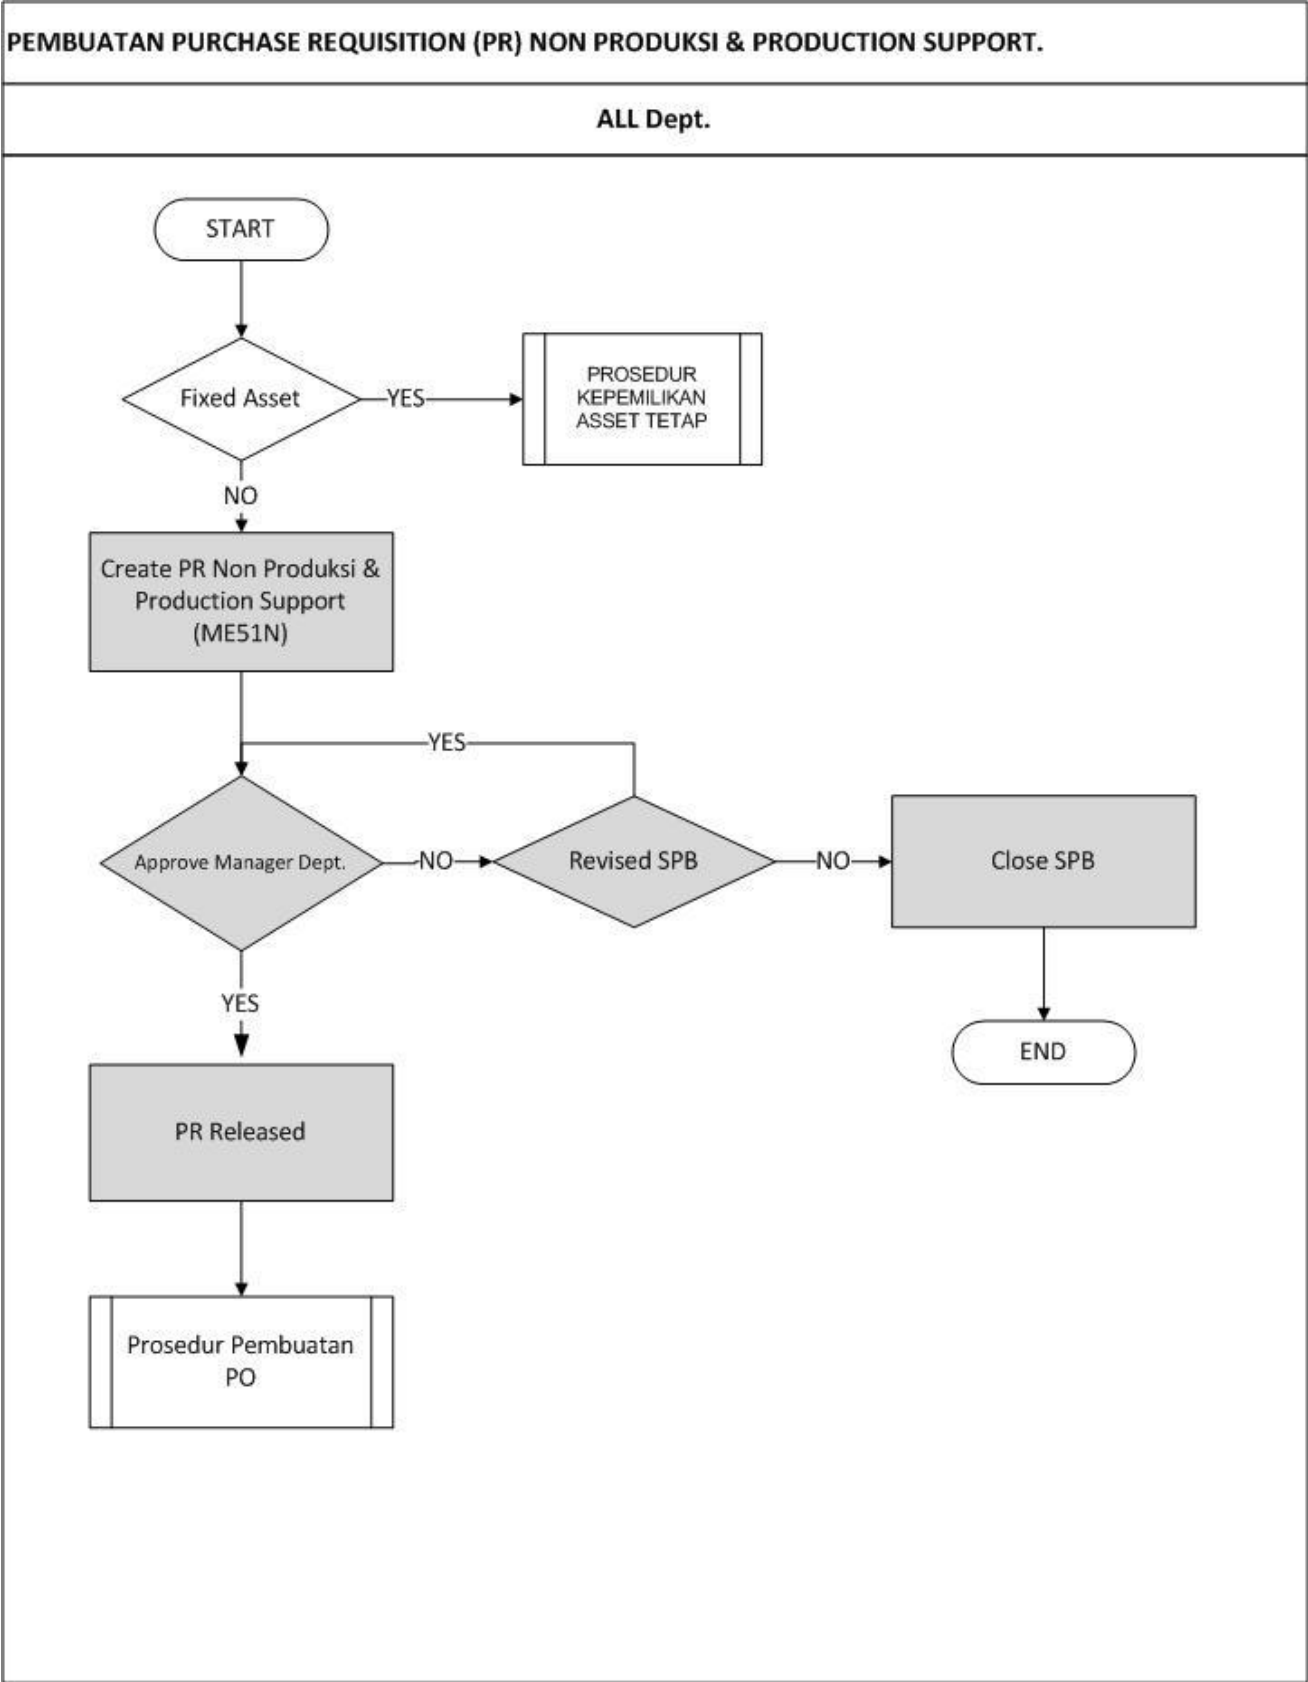 PEMBUATAN PURCHASE REQUISITION (PR) NON PRODUKSI & PRODUCTION SUPPORT.
ALL Dept.
START
Fixed Asset
YES
PROSEDUR
KEPEMILIKAN
ASSET TETAP
NO
Create PR Non Produksi &
Production Support
(ME51N)
YES
Approve Manager Dept.
NO
Revised SPB
NO
Close SPB
YES
END
PR Released
Prosedur Pembuatan
PO